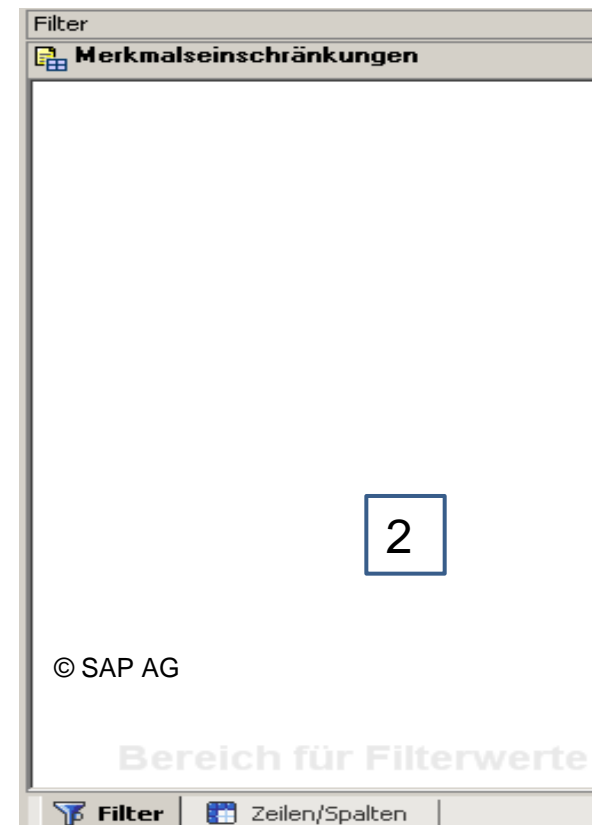 Filter
Merkmalseinschränkungen
2
© SAP AG
Bereich für Filterwerte
Filter Zeilen/Spalten